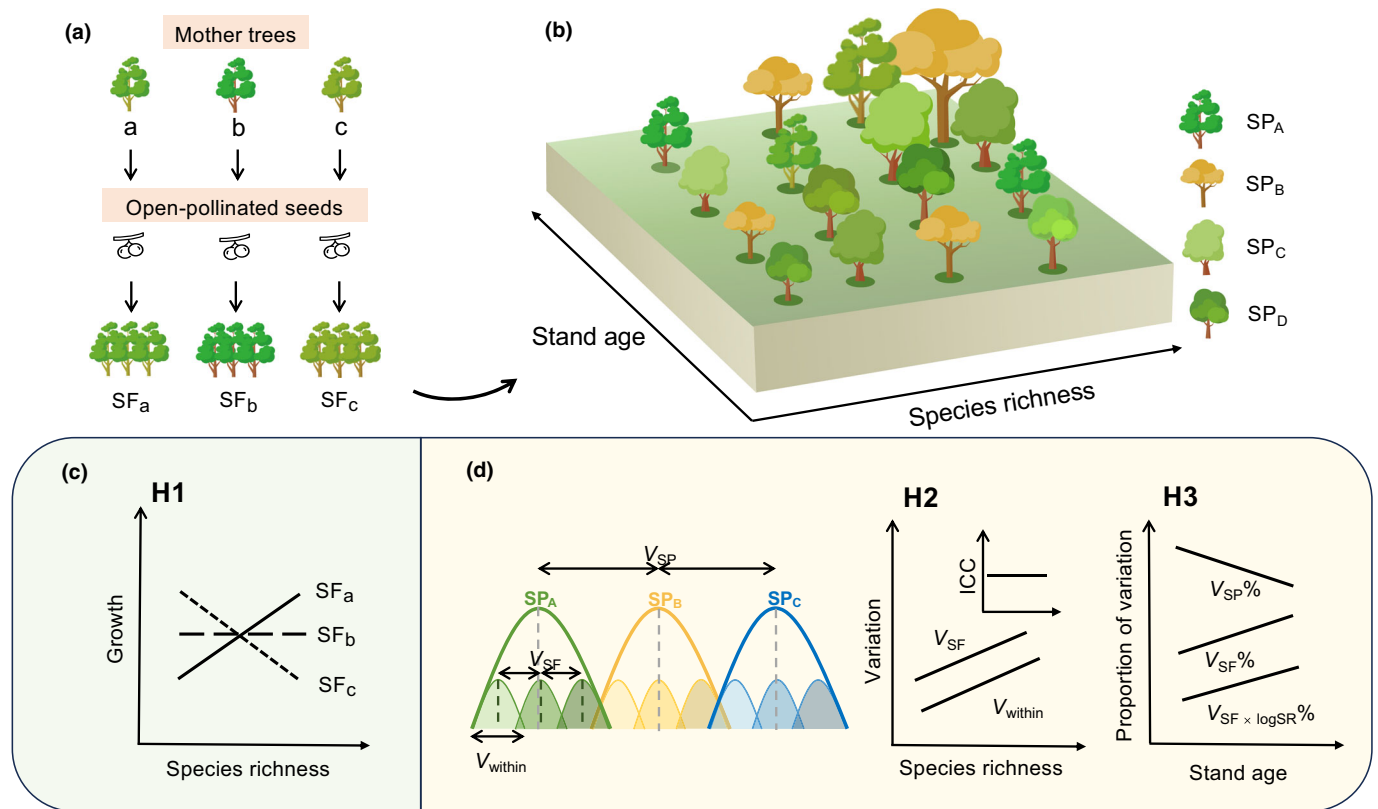 (a)
Mother trees
a
b
c
Open-pollinated seeds
SFa
SFb
SFc
(b)
SPA
SPB
SPC
SPD
Stand age
Species richness
(c)
H1
Growth
SFa
SFb
SFc
Species richness
(d)
VSP
SPA
SPB
SPC
VSF
Vwithin
H2
Variation
ICC
VSF
Vwithin
Species richness
H3
Proportion of variation
VSP%
VSF%
VSF × logSR%
Stand age